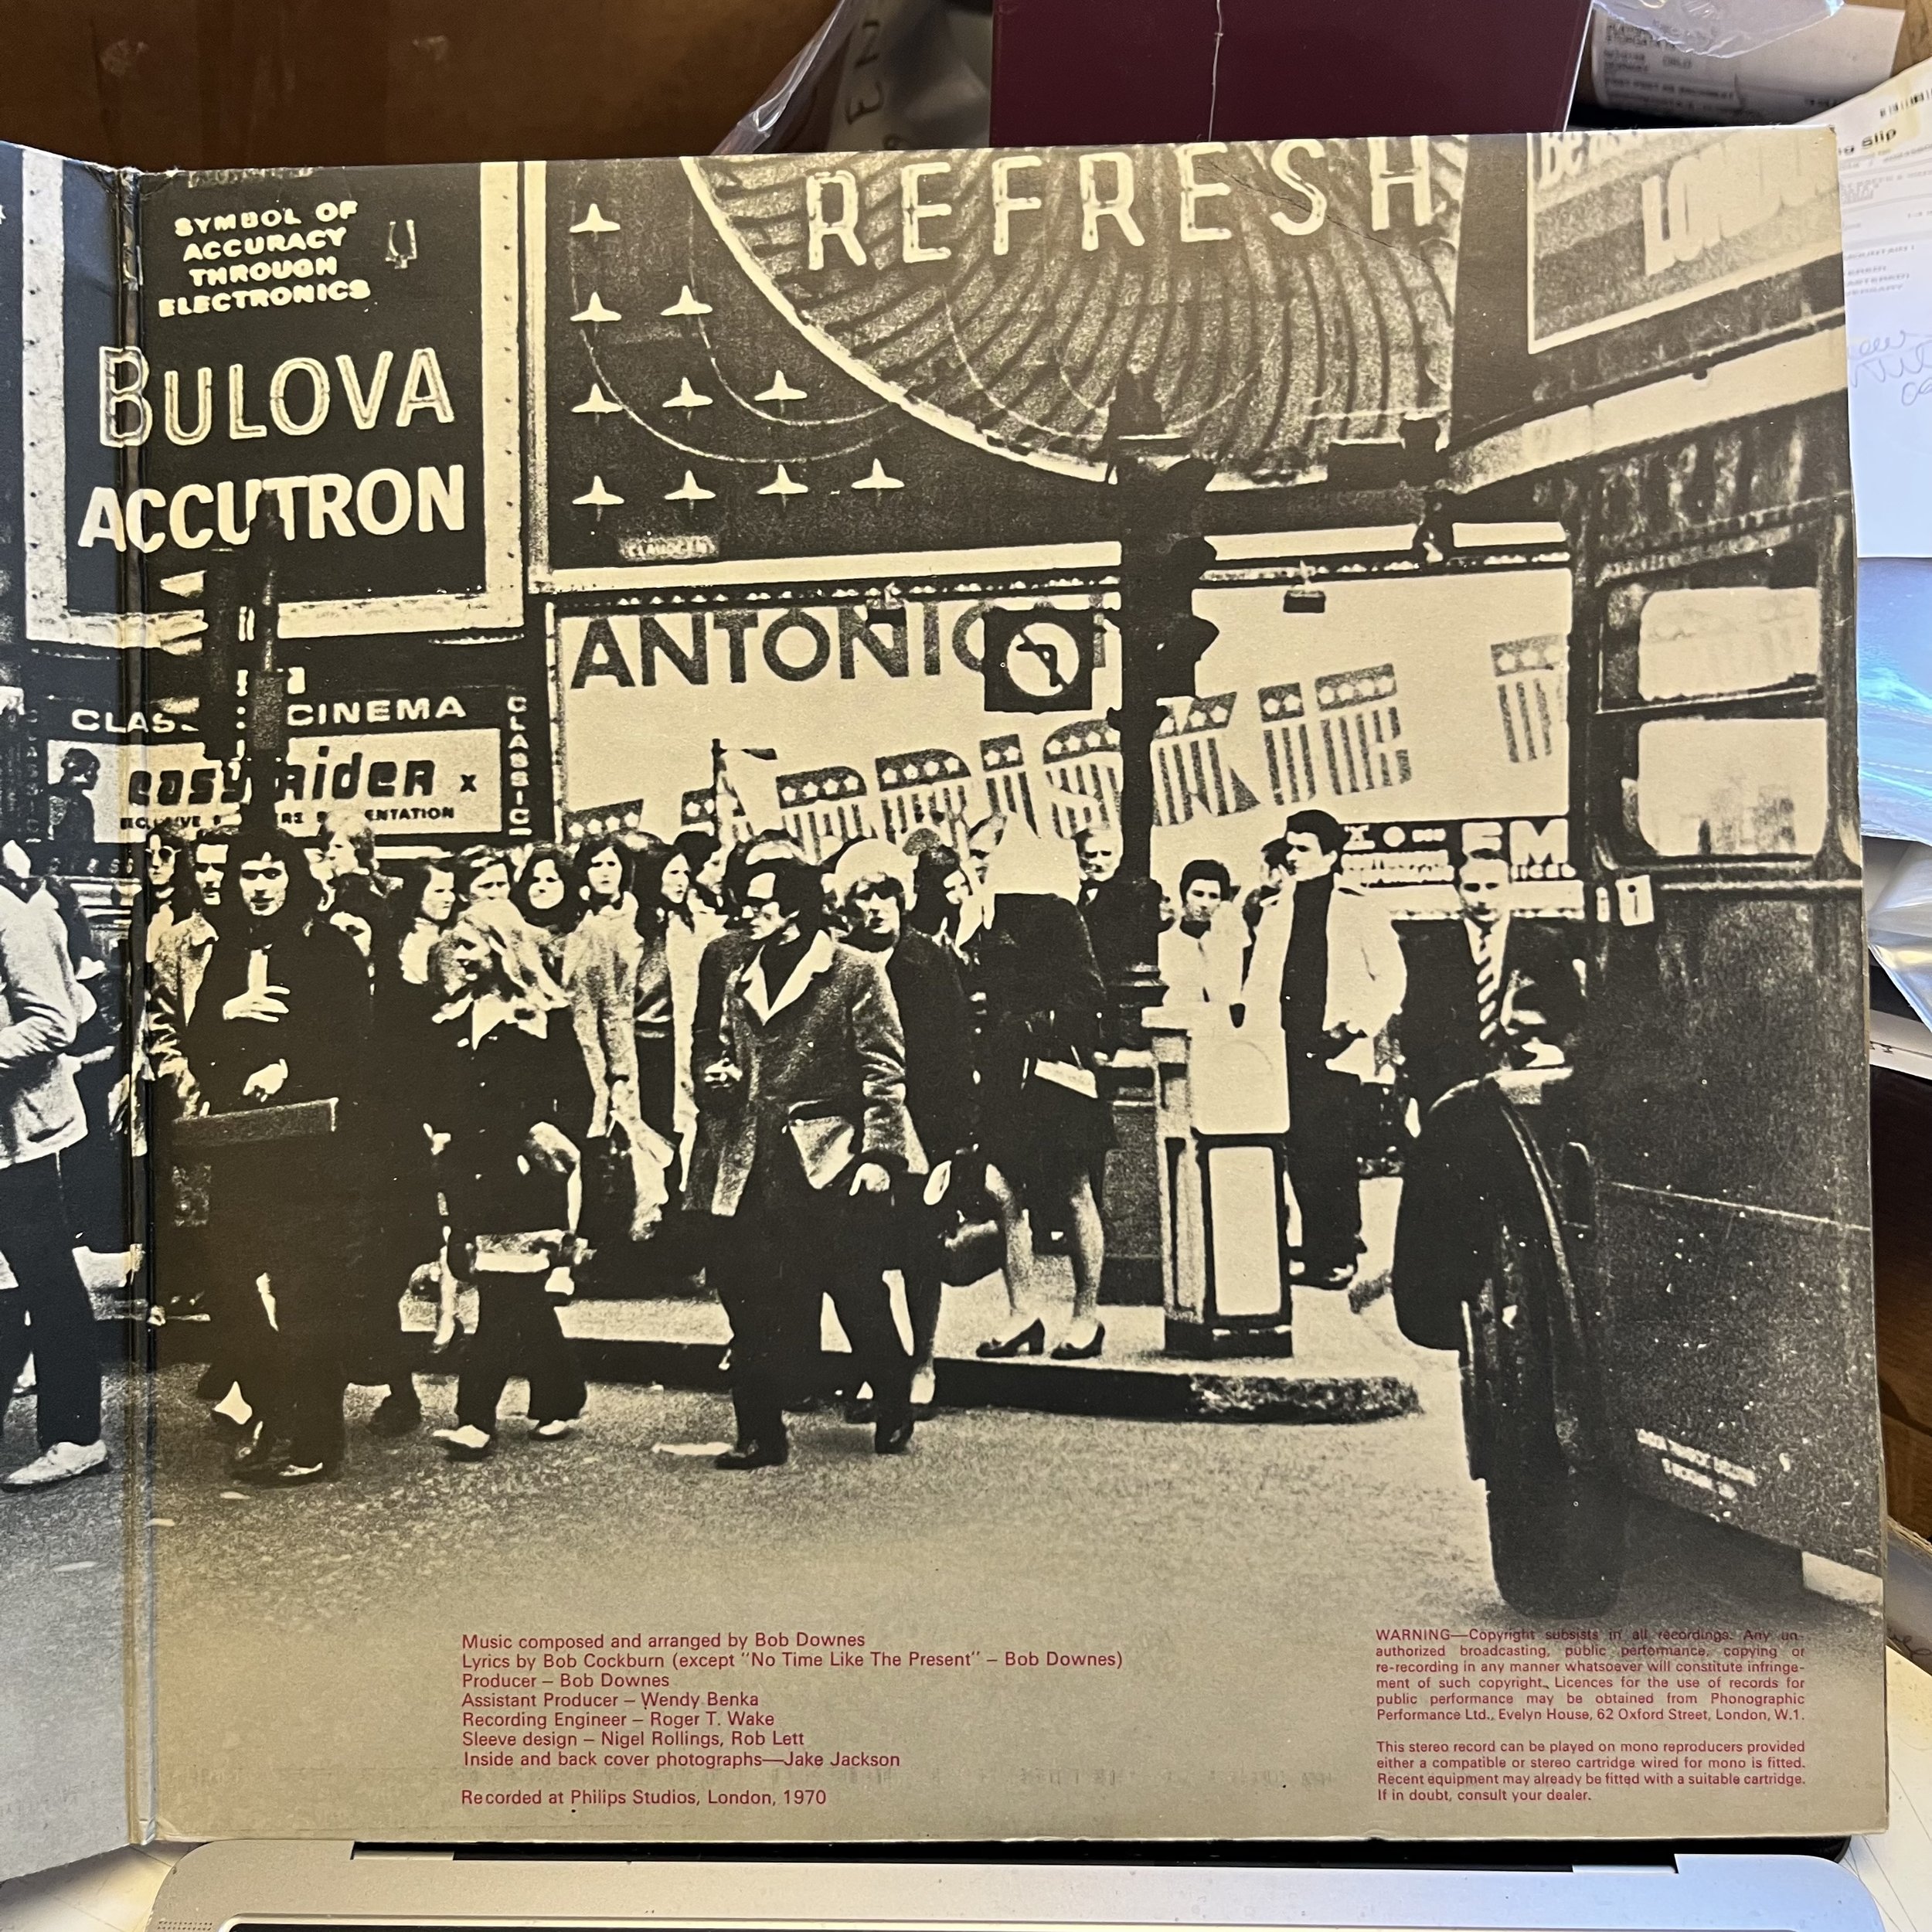 SYMBOL OF
ACCURACY
THROUGH
ELECTRONICS
BULOVA
ACCUTRON
REFRESH
LONDON
CLAS CINEMA
CLASSIC
easy rider x
ENTATION
ANTONIO
ZABRISKIE
EM
Music composed and arranged by Bob Downes
Lyrics by Bob Cockburn (except "No Time Like The Present" – Bob Downes)
Producer – Bob Downes
Assistant Producer – Wendy Benka
Recording Engineer – Roger T. Wake
Sleeve design – Nigel Rollings, Rob Lett
Inside and back cover photographs—Jake Jackson
Recorded at Philips Studios, London, 1970
WARNING—Copyright subsists in all recordings. Any un-
authorized broadcasting, public performance, copying or
re-recording in any manner whatsoever will constitute infringe-
ment of such copyright. Licences for the use of records for
public performance may be obtained from Phonographic
Performance Ltd., Evelyn House, 62 Oxford Street, London, W.1.
This stereo record can be played on mono reproducers provided
either a compatible or stereo cartridge wired for mono is fitted.
Recent equipment may already be fitted with a suitable cartridge.
If in doubt, consult your dealer.